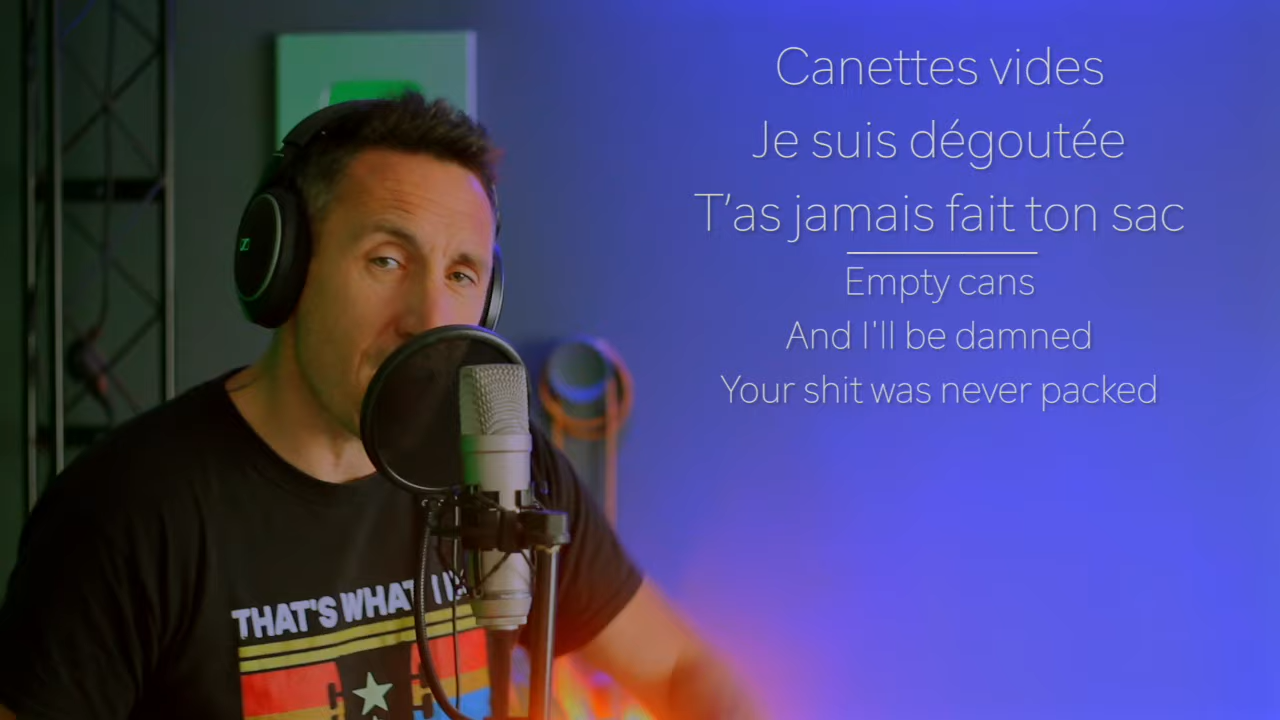 Canettes vides
Je suis dégoutée
T’as jamais fait ton sac
Empty cans
And I'll be damned
Your shit was never packed
THAT'S WHAT I